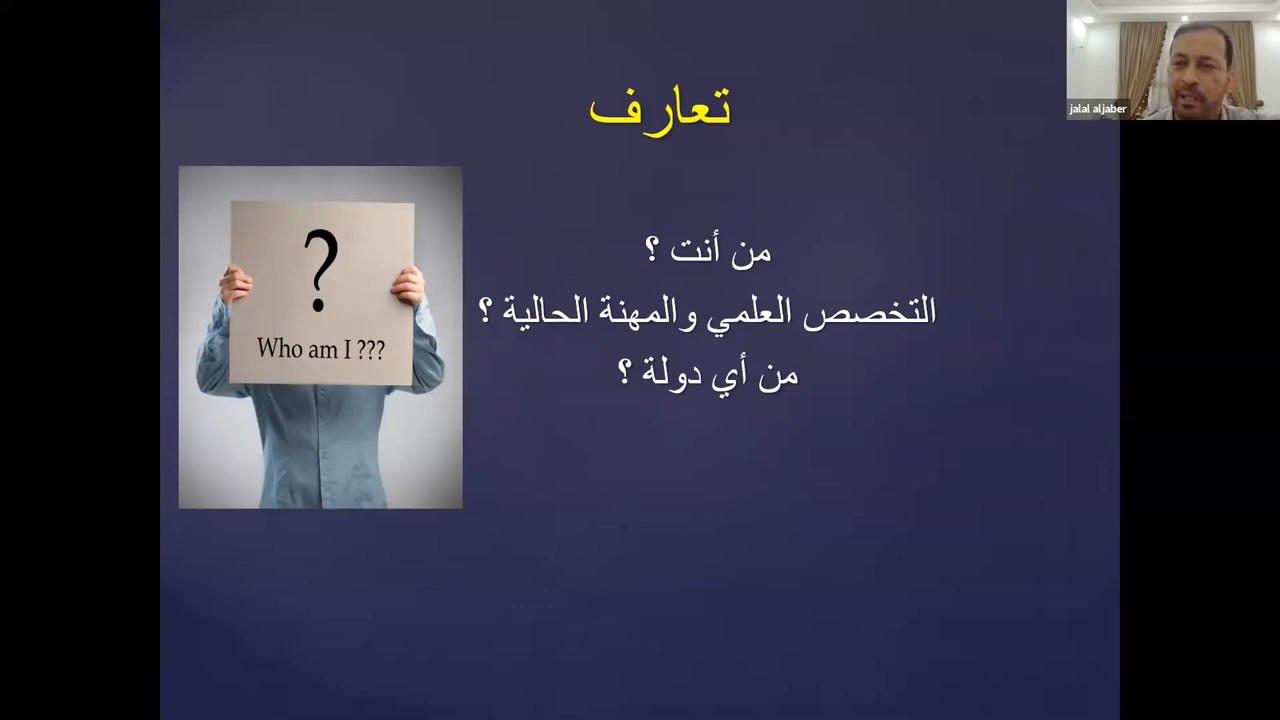 تعارف
من أنت ؟
التخصص العلمي والمهنة الحالية ؟
من أي دولة ؟
?
Who am I ???
jalal aljaber